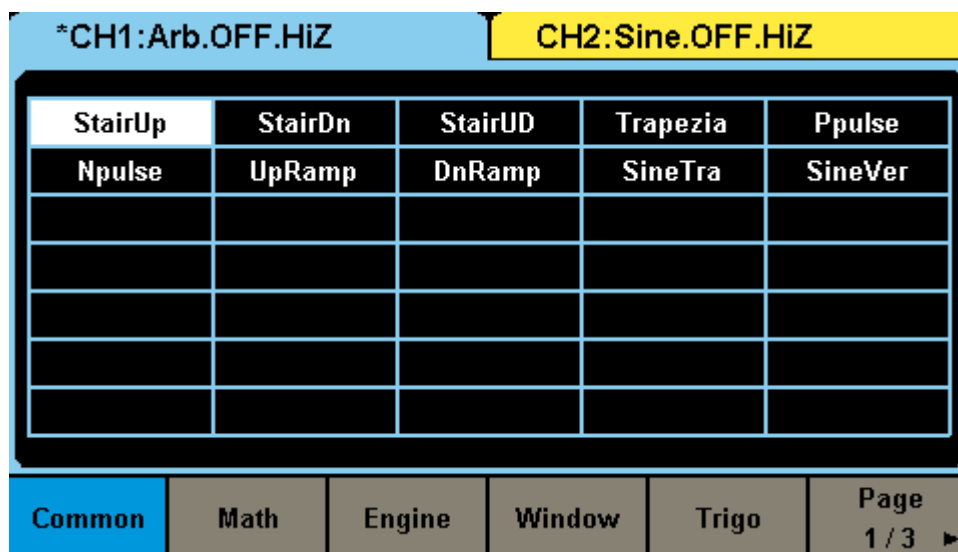 *CH1:Arb.OFF.HiZ CH2:Sine.OFF.HiZ
StairUp StairDn StairUD Trapezia Ppulse
Npulse UpRamp DnRamp SineTra SineVer
Common Math Engine Window Trigo Page
1 / 3